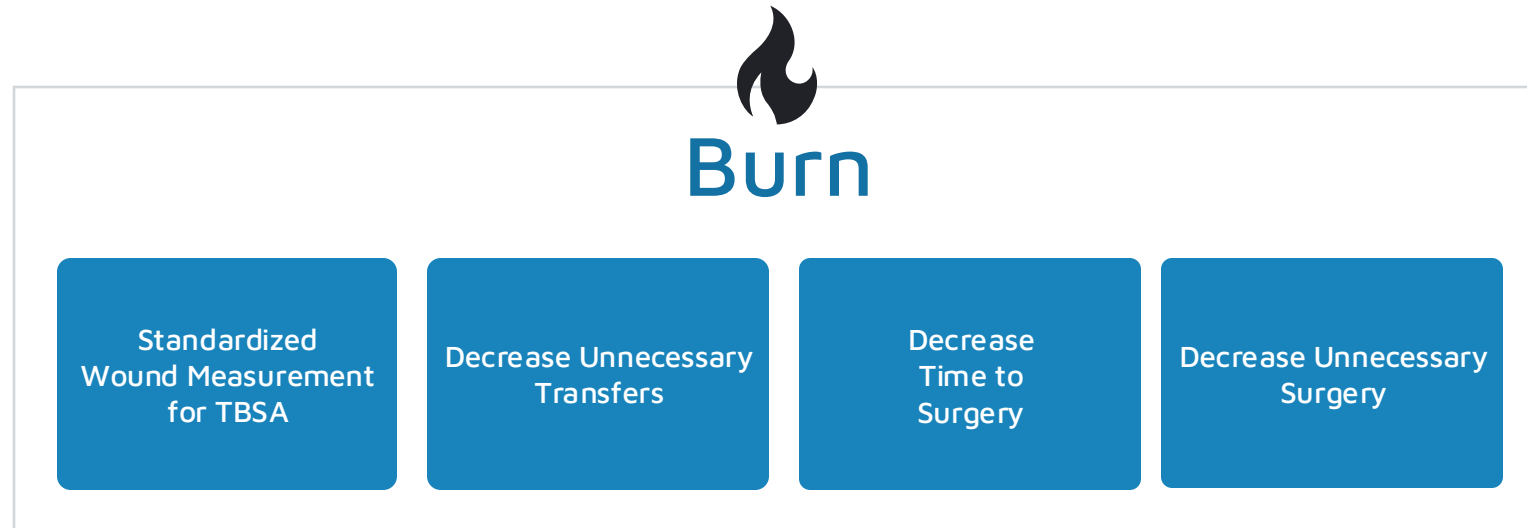 Burn
Standardized
Wound Measurement
for TBSA
Decrease Unnecessary
Transfers
Decrease
Time to
Surgery
Decrease Unnecessary
Surgery